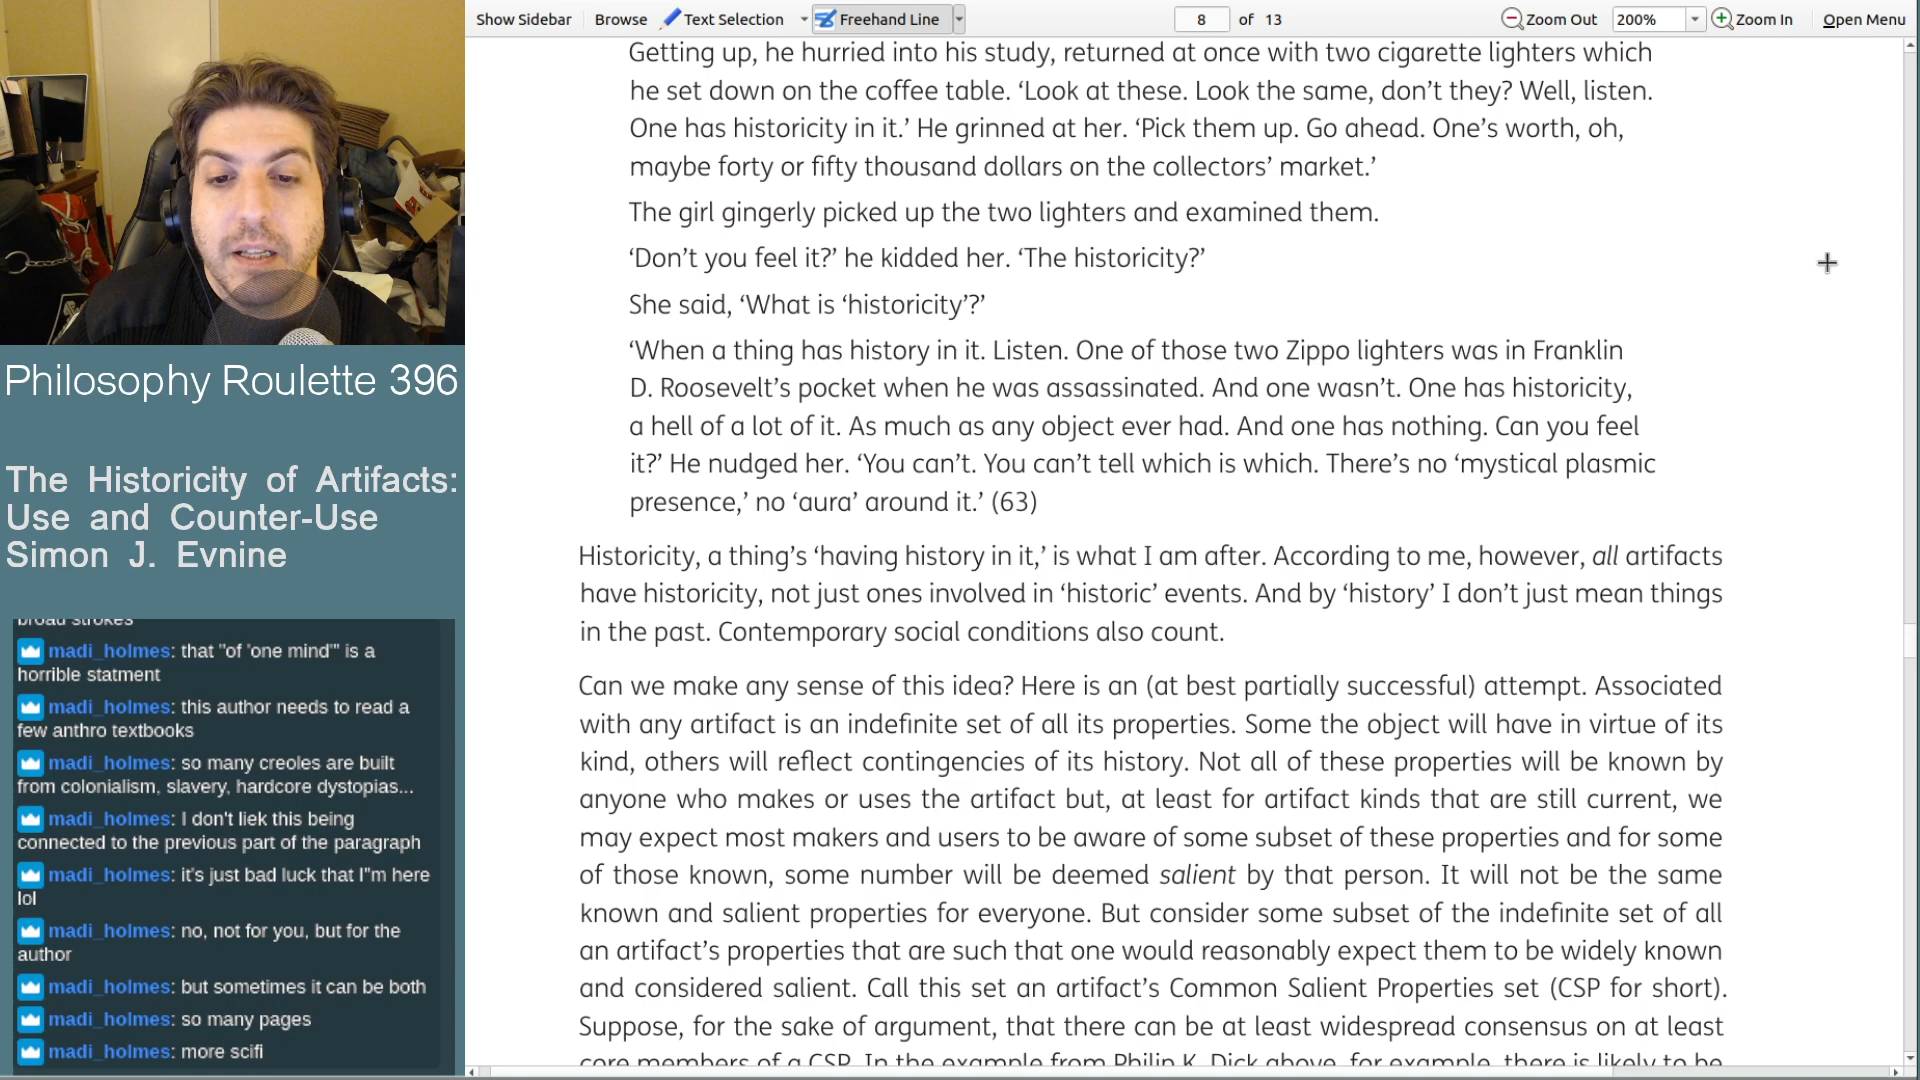 Show Sidebar Browse Text Selection Freehand Line 8 of 13 Zoom Out 200% Zoom In Open Menu
Getting up, he hurried into his study, returned at once with two cigarette lighters which
he set down on the coffee table. ‘Look at these. Look the same, don’t they? Well, listen.
One has historicity in it.’ He grinned at her. ‘Pick them up. Go ahead. One’s worth, oh,
maybe forty or fifty thousand dollars on the collectors’ market.’
The girl gingerly picked up the two lighters and examined them.
‘Don’t you feel it?’ he kidded her. ‘The historicity?’
She said, ‘What is ‘historicity’?’
‘When a thing has history in it. Listen. One of those two Zippo lighters was in Franklin
D. Roosevelt’s pocket when he was assassinated. And one wasn’t. One has historicity,
a hell of a lot of it. As much as any object ever had. And one has nothing. Can you feel
it?’ He nudged her. ‘You can’t. You can’t tell which is which. There’s no ‘mystical plasmic
presence,’ no ‘aura’ around it.’ (63)
Historicity, a thing’s ‘having history in it,’ is what I am after. According to me, however, all artifacts
have historicity, not just ones involved in ‘historic’ events. And by ‘history’ I don’t just mean things
in the past. Contemporary social conditions also count.
Can we make any sense of this idea? Here is an (at best partially successful) attempt. Associated
with any artifact is an indefinite set of all its properties. Some the object will have in virtue of its
kind, others will reflect contingencies of its history. Not all of these properties will be known by
anyone who makes or uses the artifact but, at least for artifact kinds that are still current, we
may expect most makers and users to be aware of some subset of these properties and for some
of those known, some number will be deemed salient by that person. It will not be the same
known and salient properties for everyone. But consider some subset of the indefinite set of all
an artifact’s properties that are such that one would reasonably expect them to be widely known
and considered salient. Call this set an artifact’s Common Salient Properties set (CSP for short).
Suppose, for the sake of argument, that there can be at least widespread consensus on at least
core members of a CSP. In the example from Philip K. Dick above, for example, there is likely to be
Philosophy Roulette 396
The Historicity of Artifacts:
Use and Counter-Use
Simon J. Evnine
broad strokes
madi_holmes: that "of 'one mind'" is a
horrible statment
madi_holmes: this author needs to read a
few anthro textbooks
madi_holmes: so many creoles are built
from colonialism, slavery, hardcore dystopias...
madi_holmes: I don't liek this being
connected to the previous part of the paragraph
madi_holmes: it's just bad luck that I"m here
lol
madi_holmes: no, not for you, but for the
author
madi_holmes: but sometimes it can be both
madi_holmes: so many pages
madi_holmes: more scifi